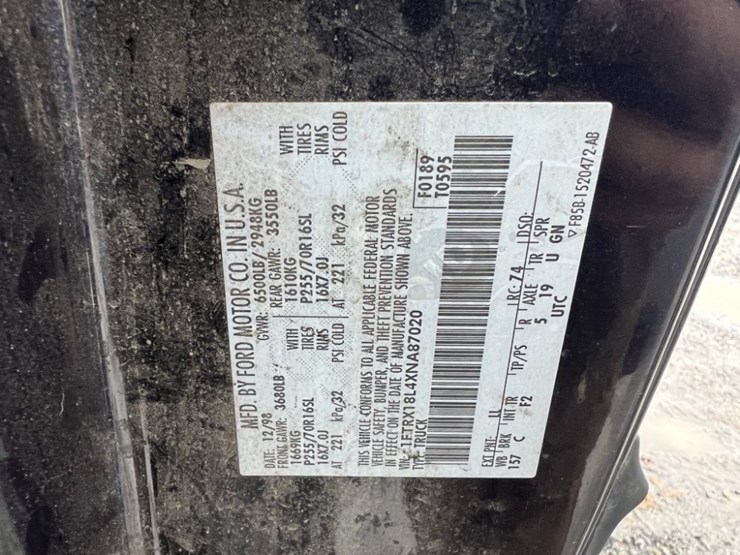 MFD. BY FORD MOTOR CO. IN U.S.A.
DATE: 12/98 GVWR: 6500LB/ 2948KG
FRONT GAWR: 3680LB REAR GAWR: 3550LB
1669KG WITH 1610KG WITH
P255/70R16SL TIRES P255/70R16SL TIRES
16X7.0J RIMS 16X7.0J RIMS
AT 221 kPa/32 PSI COLD AT 221 kPa/32 PSI COLD
THIS VEHICLE CONFORMS TO ALL APPLICABLE FEDERAL MOTOR
VEHICLE SAFETY, BUMPER, AND THEFT PREVENTION STANDARDS
IN EFFECT ON THE DATE OF MANUFACTURE SHOWN ABOVE.
VIN: 1FTRX18L4XNA87020 F0189
TYPE: TRUCK T0595
EXT PNT: LL RC: 74 DSO:
WB BRK INT TR TP/PS R AXLE TR SPR
157 C F2 5 19 U GN
UTC
▽ F85B-1520472-AB